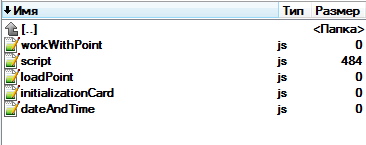 Имя Тип Размер
[..] <Папка>
workWithPoint js 0
script js 484
loadPoint js 0
initializationCard js 0
dateAndTime js 0